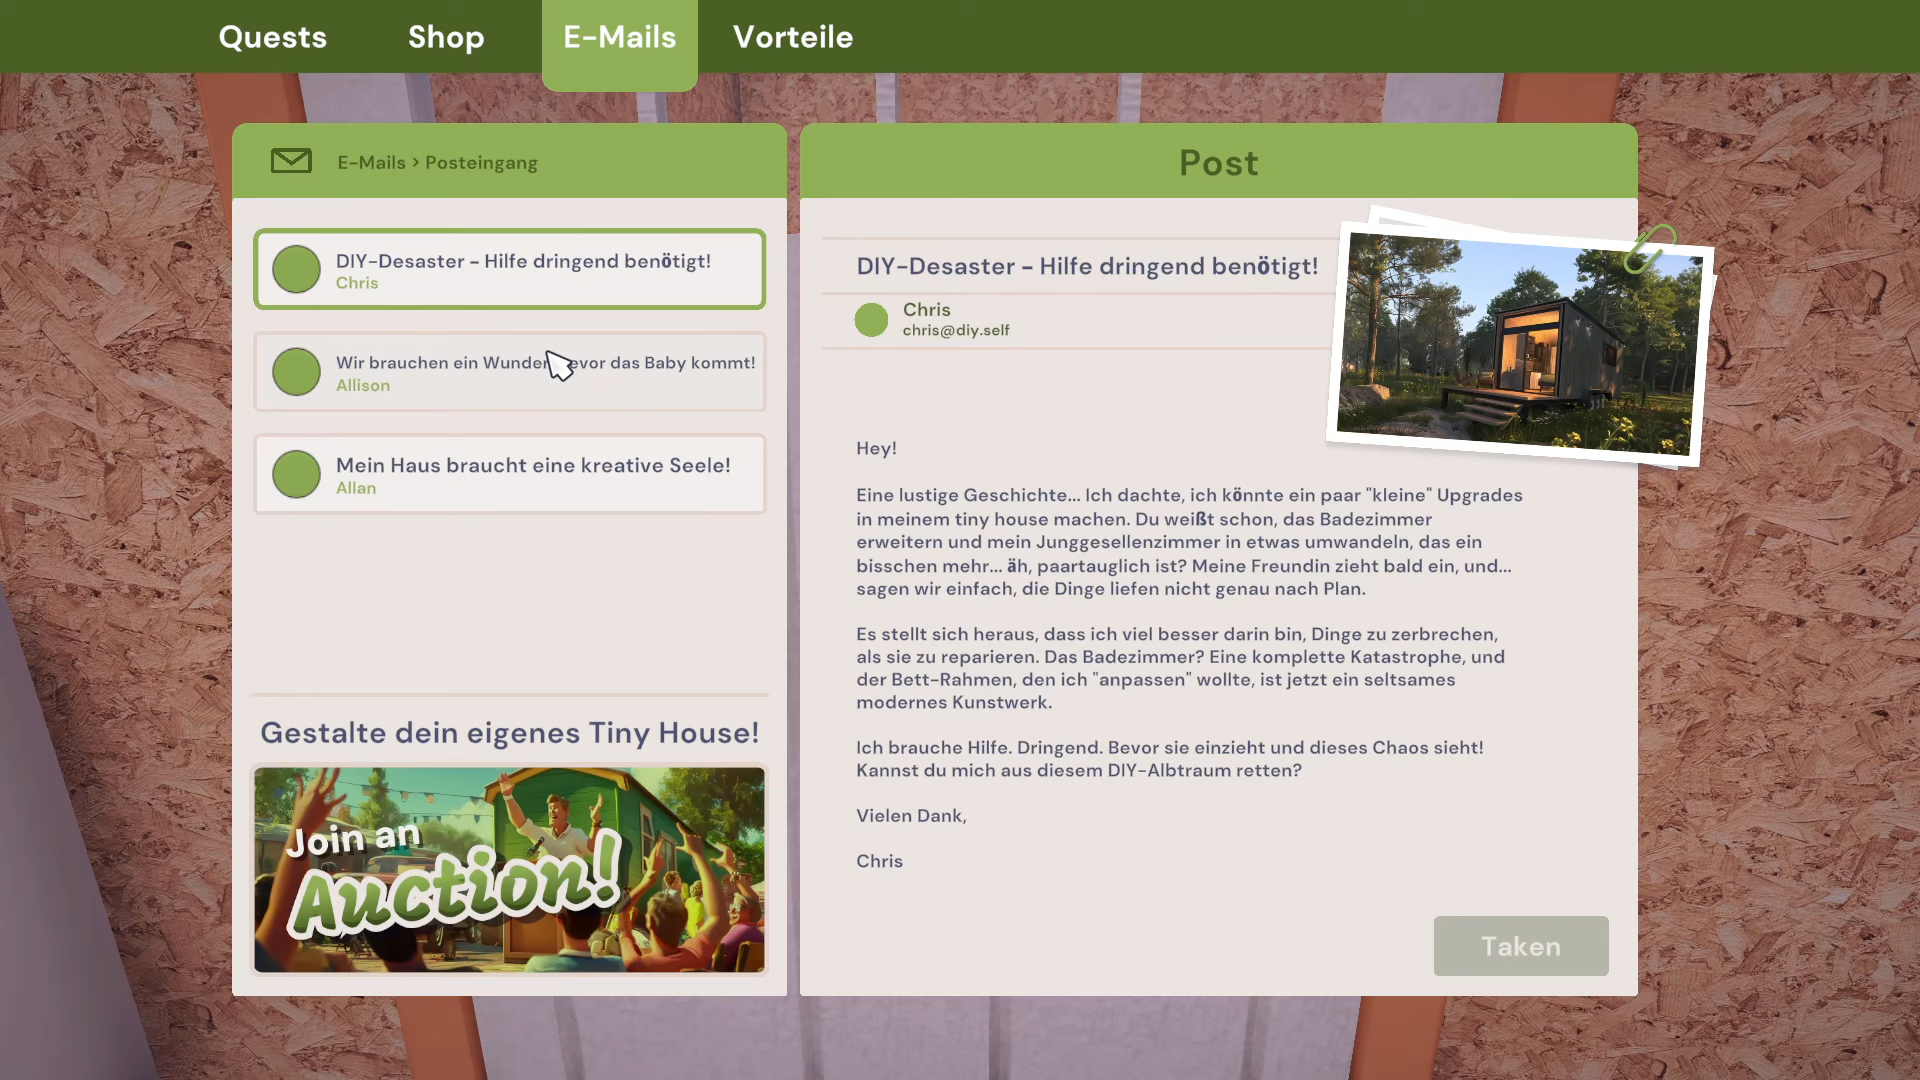 Quests
Shop
E-Mails
Vorteile
E-Mails > Posteingang
DIY-Desaster - Hilfe dringend benötigt!
Chris
Wir brauchen ein Wunder, bevor das Baby kommt!
Allison
Mein Haus braucht eine kreative Seele!
Allan
Gestalte dein eigenes Tiny House!
Join an
Auction!
Post
DIY-Desaster - Hilfe dringend benötigt!
Chris
chris@diy.self
Hey!
Eine lustige Geschichte... Ich dachte, ich könnte ein paar "kleine" Upgrades
in meinem tiny house machen. Du weißt schon, das Badezimmer
erweitern und mein Junggesellenzimmer in etwas umwandeln, das ein
bisschen mehr... äh, paartauglich ist? Meine Freundin zieht bald ein, und...
sagen wir einfach, die Dinge liefen nicht genau nach Plan.
Es stellt sich heraus, dass ich viel besser darin bin, Dinge zu zerbrechen,
als sie zu reparieren. Das Badezimmer? Eine komplette Katastrophe, und
der Bett-Rahmen, den ich "anpassen" wollte, ist jetzt ein seltsames
modernes Kunstwerk.
Ich brauche Hilfe. Dringend. Bevor sie einzieht und dieses Chaos sieht!
Kannst du mich aus diesem DIY-Albtraum retten?
Vielen Dank,
Chris
Taken